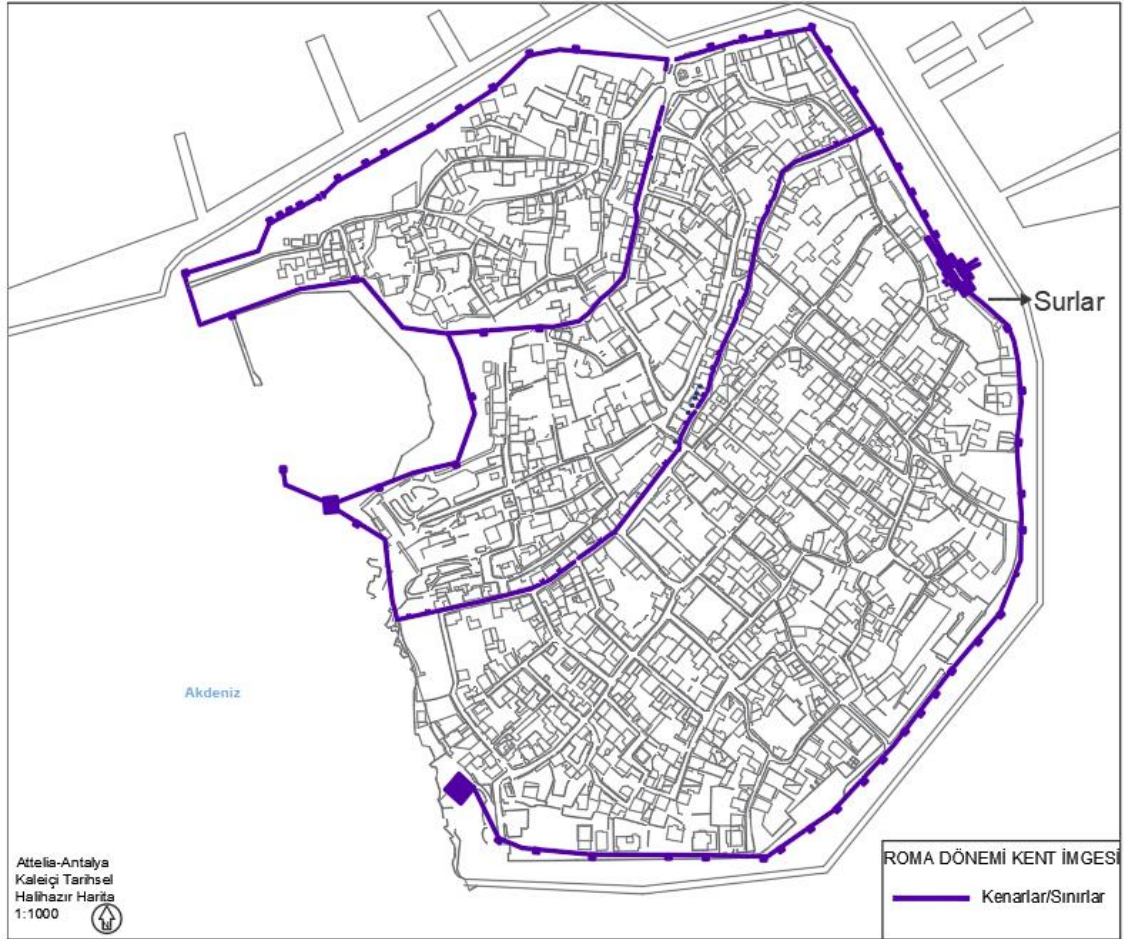 Surlar
Akdeniz
Attelia-Antalya
Kaleiçi Tarihsel
Halihazır Harita
1:1000
N
ROMA DÖNEMİ KENT İMGESİ
Kenarlar/Sınırlar